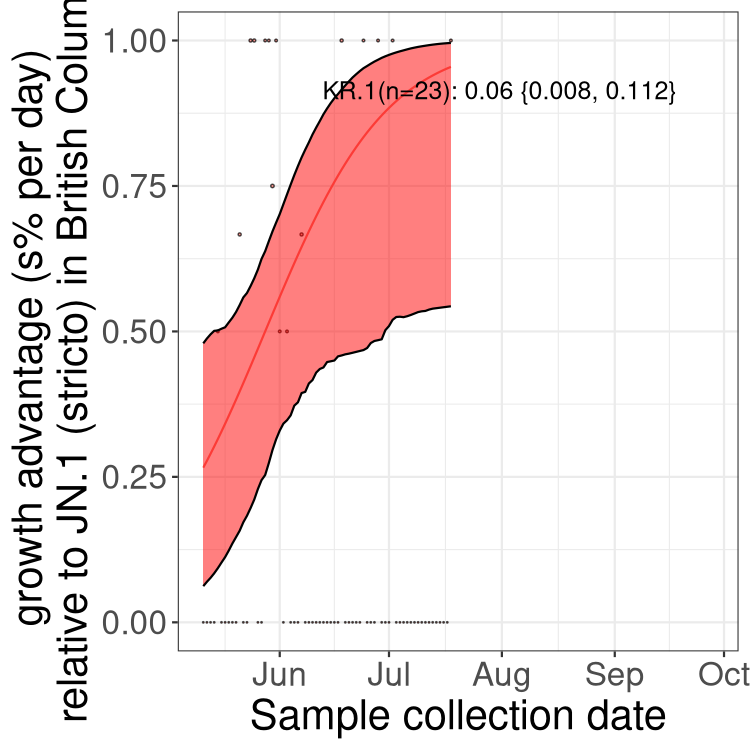 growth advantage (s% per day)
relative to JN.1 (stricto) in British Colum
1.00
0.75
0.50
0.25
0.00
KR.1(n=23): 0.06 {0.008, 0.112}
Jun Jul Aug Sep Oct
Sample collection date